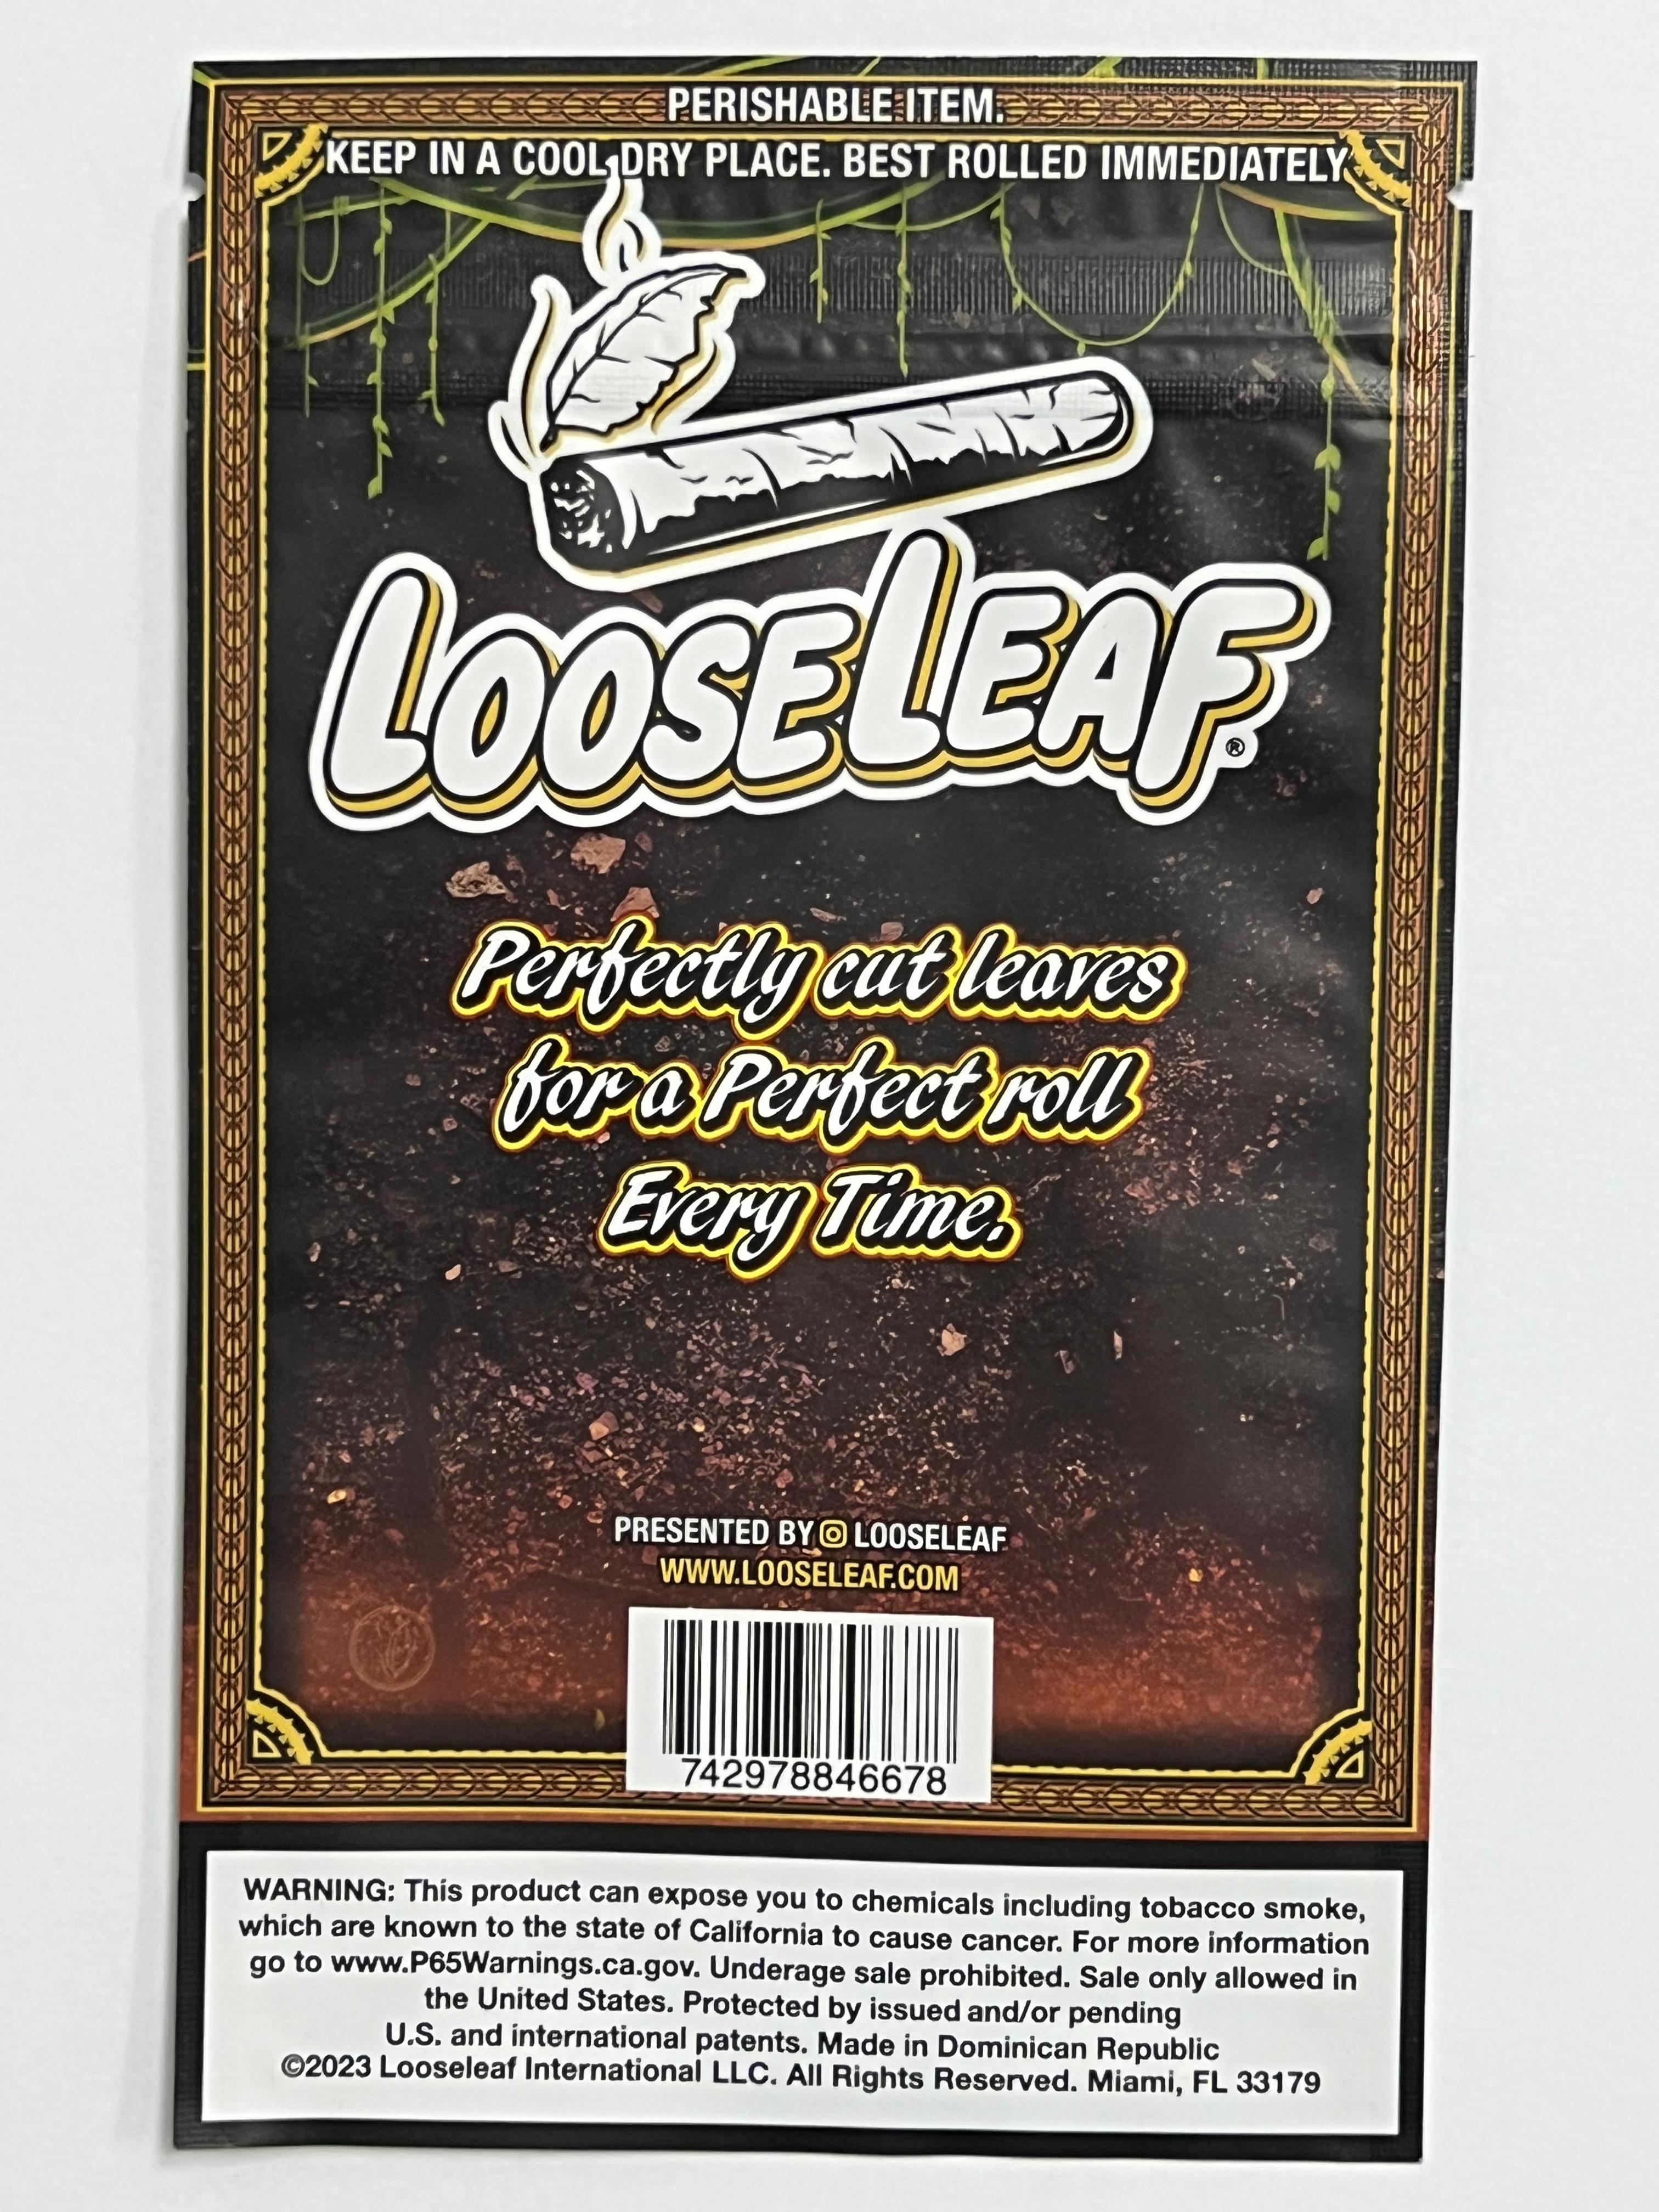 PERISHABLE ITEM.
KEEP IN A COOL DRY PLACE. BEST ROLLED IMMEDIATELY
LOOSELEAF®
Perfectly cut leaves
for a Perfect roll
Every Time.
PRESENTED BY LOOSELEAF
WWW.LOOSELEAF.COM
742978846678
WARNING: This product can expose you to chemicals including tobacco smoke,
which are known to the state of California to cause cancer. For more information
go to www.P65Warnings.ca.gov. Underage sale prohibited. Sale only allowed in
the United States. Protected by issued and/or pending
U.S. and international patents. Made in Dominican Republic
©2023 Looseleaf International LLC. All Rights Reserved. Miami, FL 33179